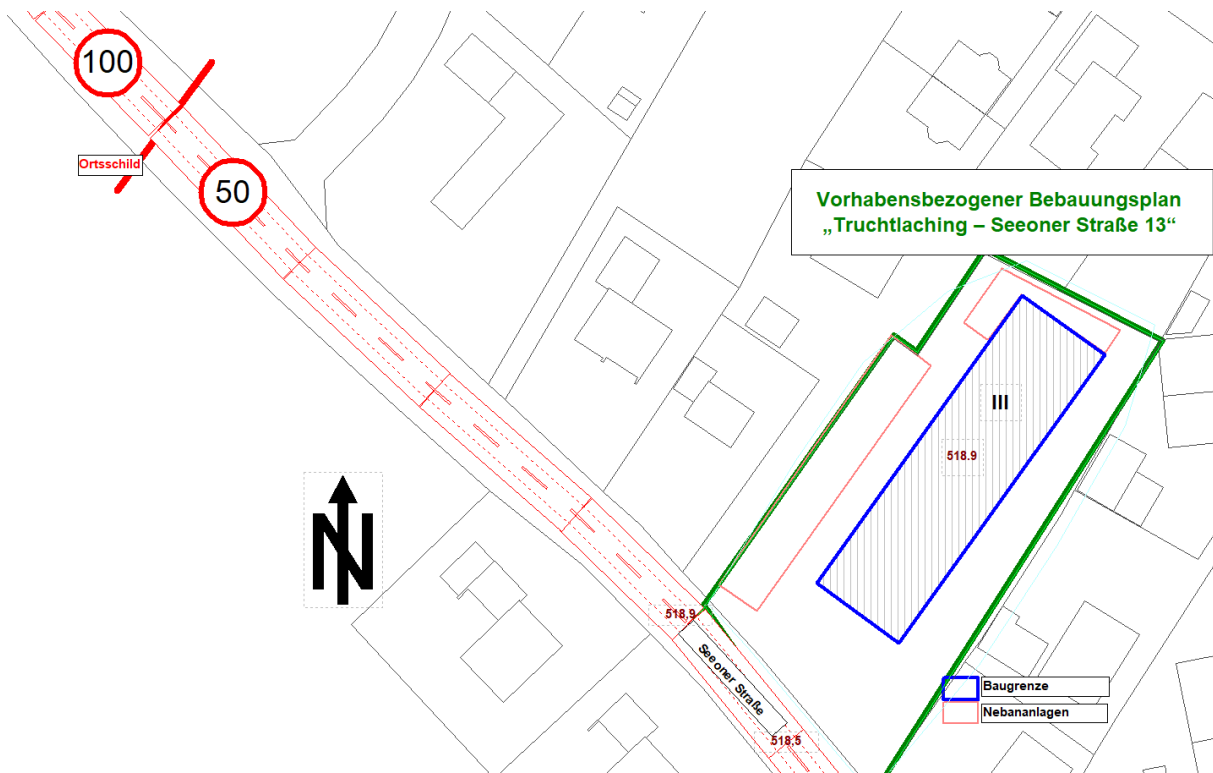 100
Ortsschild
50
Vorhabensbezogener Bebauungsplan
„Truchtlaching – Seeoner Straße 13“
III
518.9
N
518,9
Seeoner Straße
518,5
Baugrenze
Nebananlagen